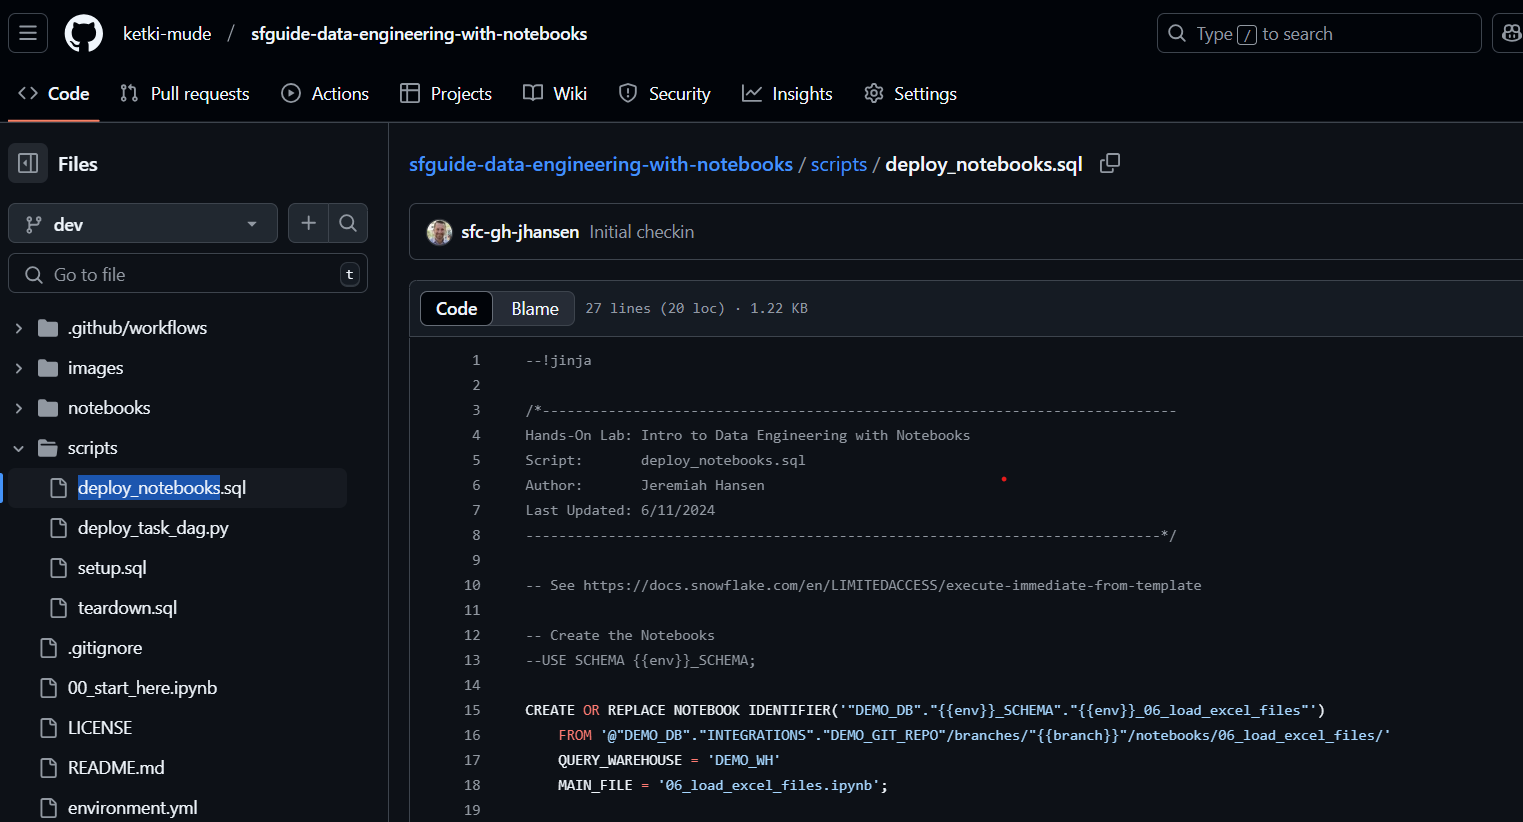 ketki-mude / sfguide-data-engineering-with-notebooks
Type / to search
Code
Pull requests
Actions
Projects
Wiki
Security
Insights
Settings
Files
dev
Go to file
t
.github/workflows
images
notebooks
scripts
deploy_notebooks.sql
deploy_task_dag.py
setup.sql
teardown.sql
.gitignore
00_start_here.ipynb
LICENSE
README.md
environment.yml
sfguide-data-engineering-with-notebooks / scripts / deploy_notebooks.sql
sfc-gh-jhansen Initial checkin
Code Blame 27 lines (20 loc) · 1.22 KB
1 --!jinja
2
3 /*-----------------------------------------------------------------------------
4 Hands-On Lab: Intro to Data Engineering with Notebooks
5 Script:       deploy_notebooks.sql
6 Author:       Jeremiah Hansen
7 Last Updated: 6/11/2024
8 -----------------------------------------------------------------------------*/
9
10 -- See https://docs.snowflake.com/en/LIMITEDACCESS/execute-immediate-from-template
11
12 -- Create the Notebooks
13 --USE SCHEMA {{env}}_SCHEMA;
14
15 CREATE OR REPLACE NOTEBOOK IDENTIFIER('"DEMO_DB"."{{env}}_SCHEMA"."{{env}}_06_load_excel_files"')
16     FROM '@"DEMO_DB"."INTEGRATIONS"."DEMO_GIT_REPO"/branches/"{{branch}}"/notebooks/06_load_excel_files/'
17     QUERY_WAREHOUSE = 'DEMO_WH'
18     MAIN_FILE = '06_load_excel_files.ipynb';
19